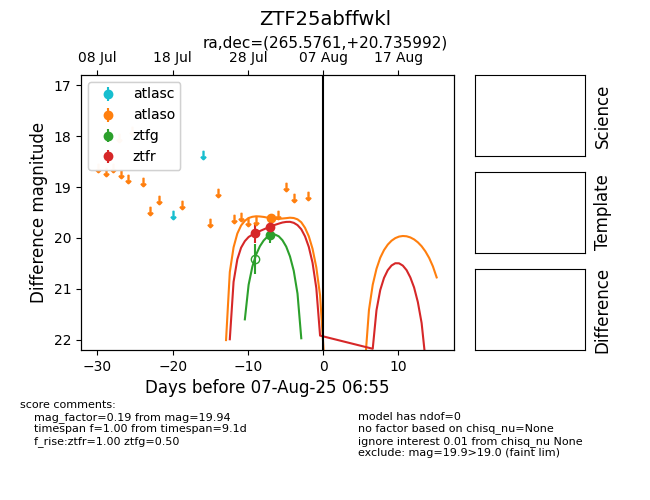 ZTF25abffwkl
ra,dec=(265.5761,+20.735992)
08 Jul 18 Jul 28 Jul 07 Aug 17 Aug
17
18
19
20
21
22
Difference magnitude
atlasc
atlaso
ztfg
ztfr
−30 −20 −10 0 10
Days before 07-Aug-25 06:55
Science
Template
Difference
score comments:
mag_factor=0.19 from mag=19.94
timespan f=1.00 from timespan=9.1d
f_rise:ztfr=1.00 ztfg=0.50
model has ndof=0
no factor based on chisq_nu=None
ignore interest 0.01 from chisq_nu None
exclude: mag=19.9>19.0 (faint lim)